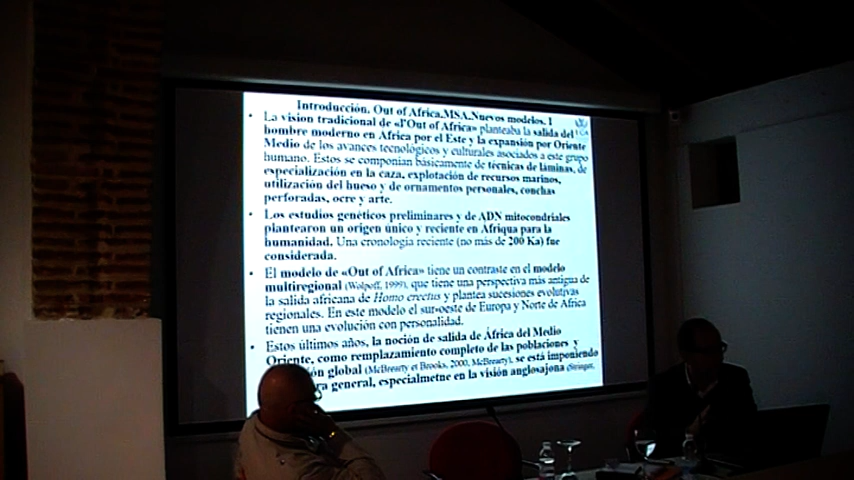 Introducción. Out of Africa.MSA.Nuevos modelos. I
• La vision tradicional de «l'Out of Africa» planteaba la salida del
hombre moderno en Africa por el Este y la expansión por Oriente
Medio de los avances tecnologicos y culturales asociados a este grupo
humano. Estos se componian básicamente de técnicas de láminas, de
especialización en la caza, explotación de recursos marinos,
utilización del hueso y de ornamentos personales, conchas
perforadas, ocre y arte.
• Los estudios genéticos preliminares y de ADN mitocondriales
plantearon un origen único y reciente en Afriqua para la
humanidad. Una cronologia reciente (no más de 200 Ka) fue
considerada.
• El modelo de «Out of Africa» tiene un contraste en el modelo
multiregional (Wolpoff, 1999), que tiene una perspectiva más antigua de
la salida africana de Homo erectus y plantea sucesiones evolutivas
regionales. En este modelo el sur-oeste de Europa y Norte de Africa
tienen una evolución con personalidad.
• Estos últimos años, la noción de salida de África del Medio
Oriente, como remplazamiento completo de las poblaciones y
global (McBrearty et Brooks, 2000, McBrearty), se está imponiendo
general, especialmetne en la visión anglosajona (Stringer,